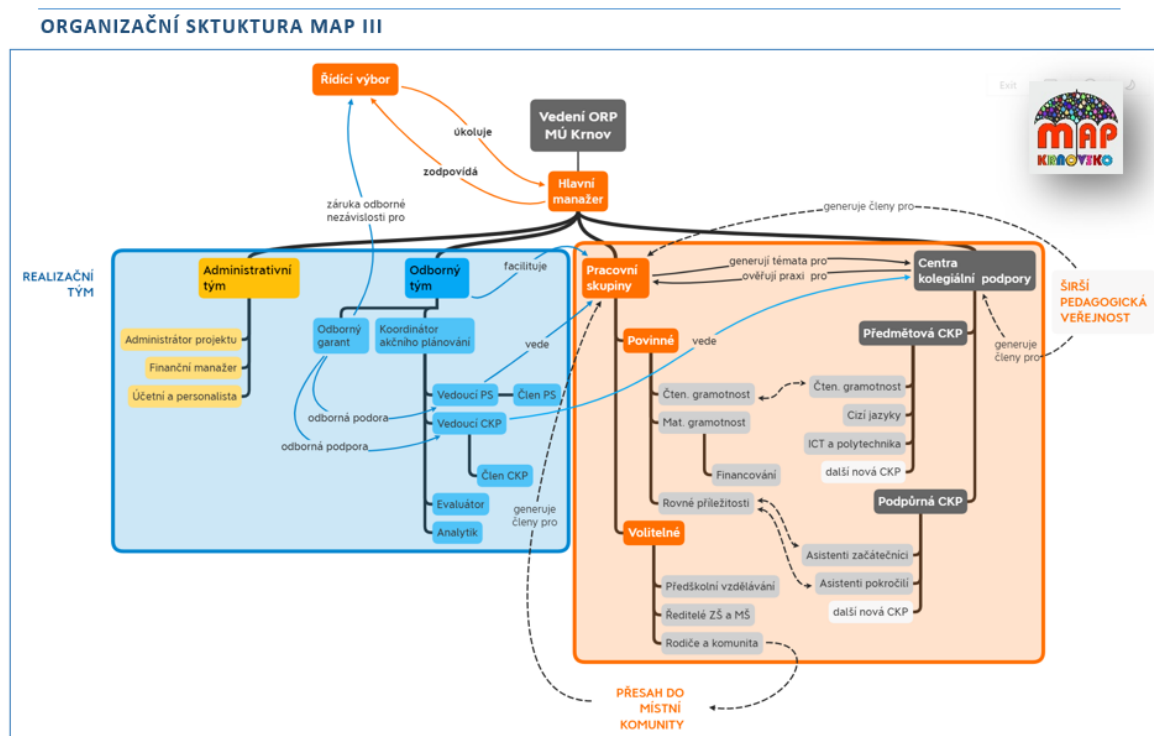 ORGANIZAČNÍ SKTUKTURA MAP III
Řídící výbor
Exit
Vedení ORP
MÚ Krnov
MAP
KRNOVSKO
úkoluje
zodpovídá
Hlavní
manažer
záruka odborné
nezávislosti pro
generuje členy pro
REALIZAČNÍ
TÝM
Administrativní
tým
Odborný
tým
facilituje
Pracovní
skupiny
generují témata pro
ověřují praxi pro
Centra
kolegiální podpory
ŠIRŠÍ
PEDAGOGICKÁ
VEŘEJNOST
Administrátor projektu
Finanční manažer
Účetní a personalista
Odborný
garant
Koordinátor
akčního plánování
vede
Povinné
vede
Předmětová CKP
generuje
členy pro
Vedoucí PS
Člen PS
odborná podora
Vedoucí CKP
odborná podpora
Člen CKP
Evaluátor
Analytik
generuje
členy pro
Čten. gramotnost
Mat. gramotnost
Financování
Rovné příležitosti
Čten. gramotnost
Cizí jazyky
ICT a polytechnika
další nová CKP
Podpůrná CKP
Volitelné
Asistenti začátečníci
Asistenti pokročilí
další nová CKP
Předškolní vzdělávání
Ředitelé ZŠ a MŠ
Rodiče a komunita
PŘESAH DO
MÍSTNÍ
KOMUNITY